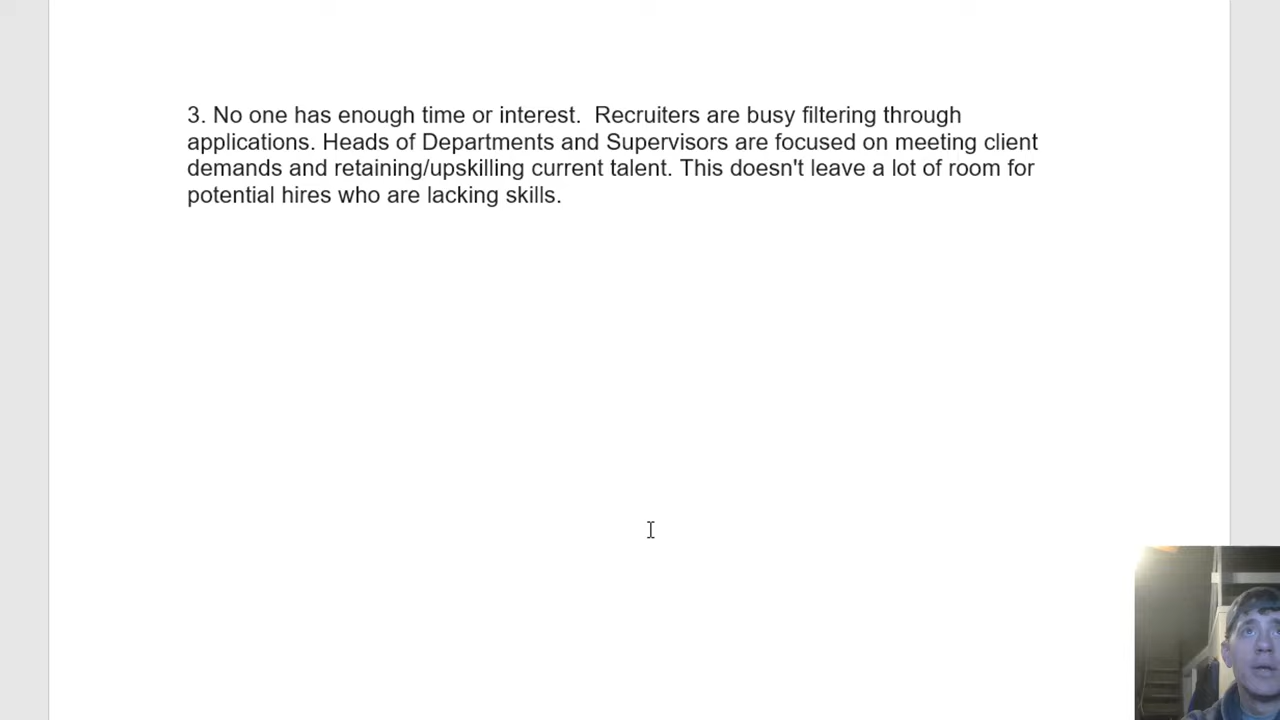 3. No one has enough time or interest.  Recruiters are busy filtering through
applications. Heads of Departments and Supervisors are focused on meeting client
demands and retaining/upskilling current talent. This doesn't leave a lot of room for
potential hires who are lacking skills.